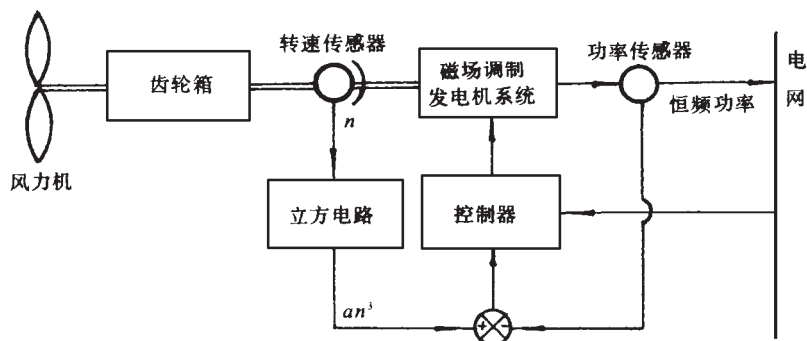 转速传感器
功率传感器
电
网
齿轮箱
磁场调制
发电机系统
恒频功率
n
风力机
立方电路
控制器
an³
+
-